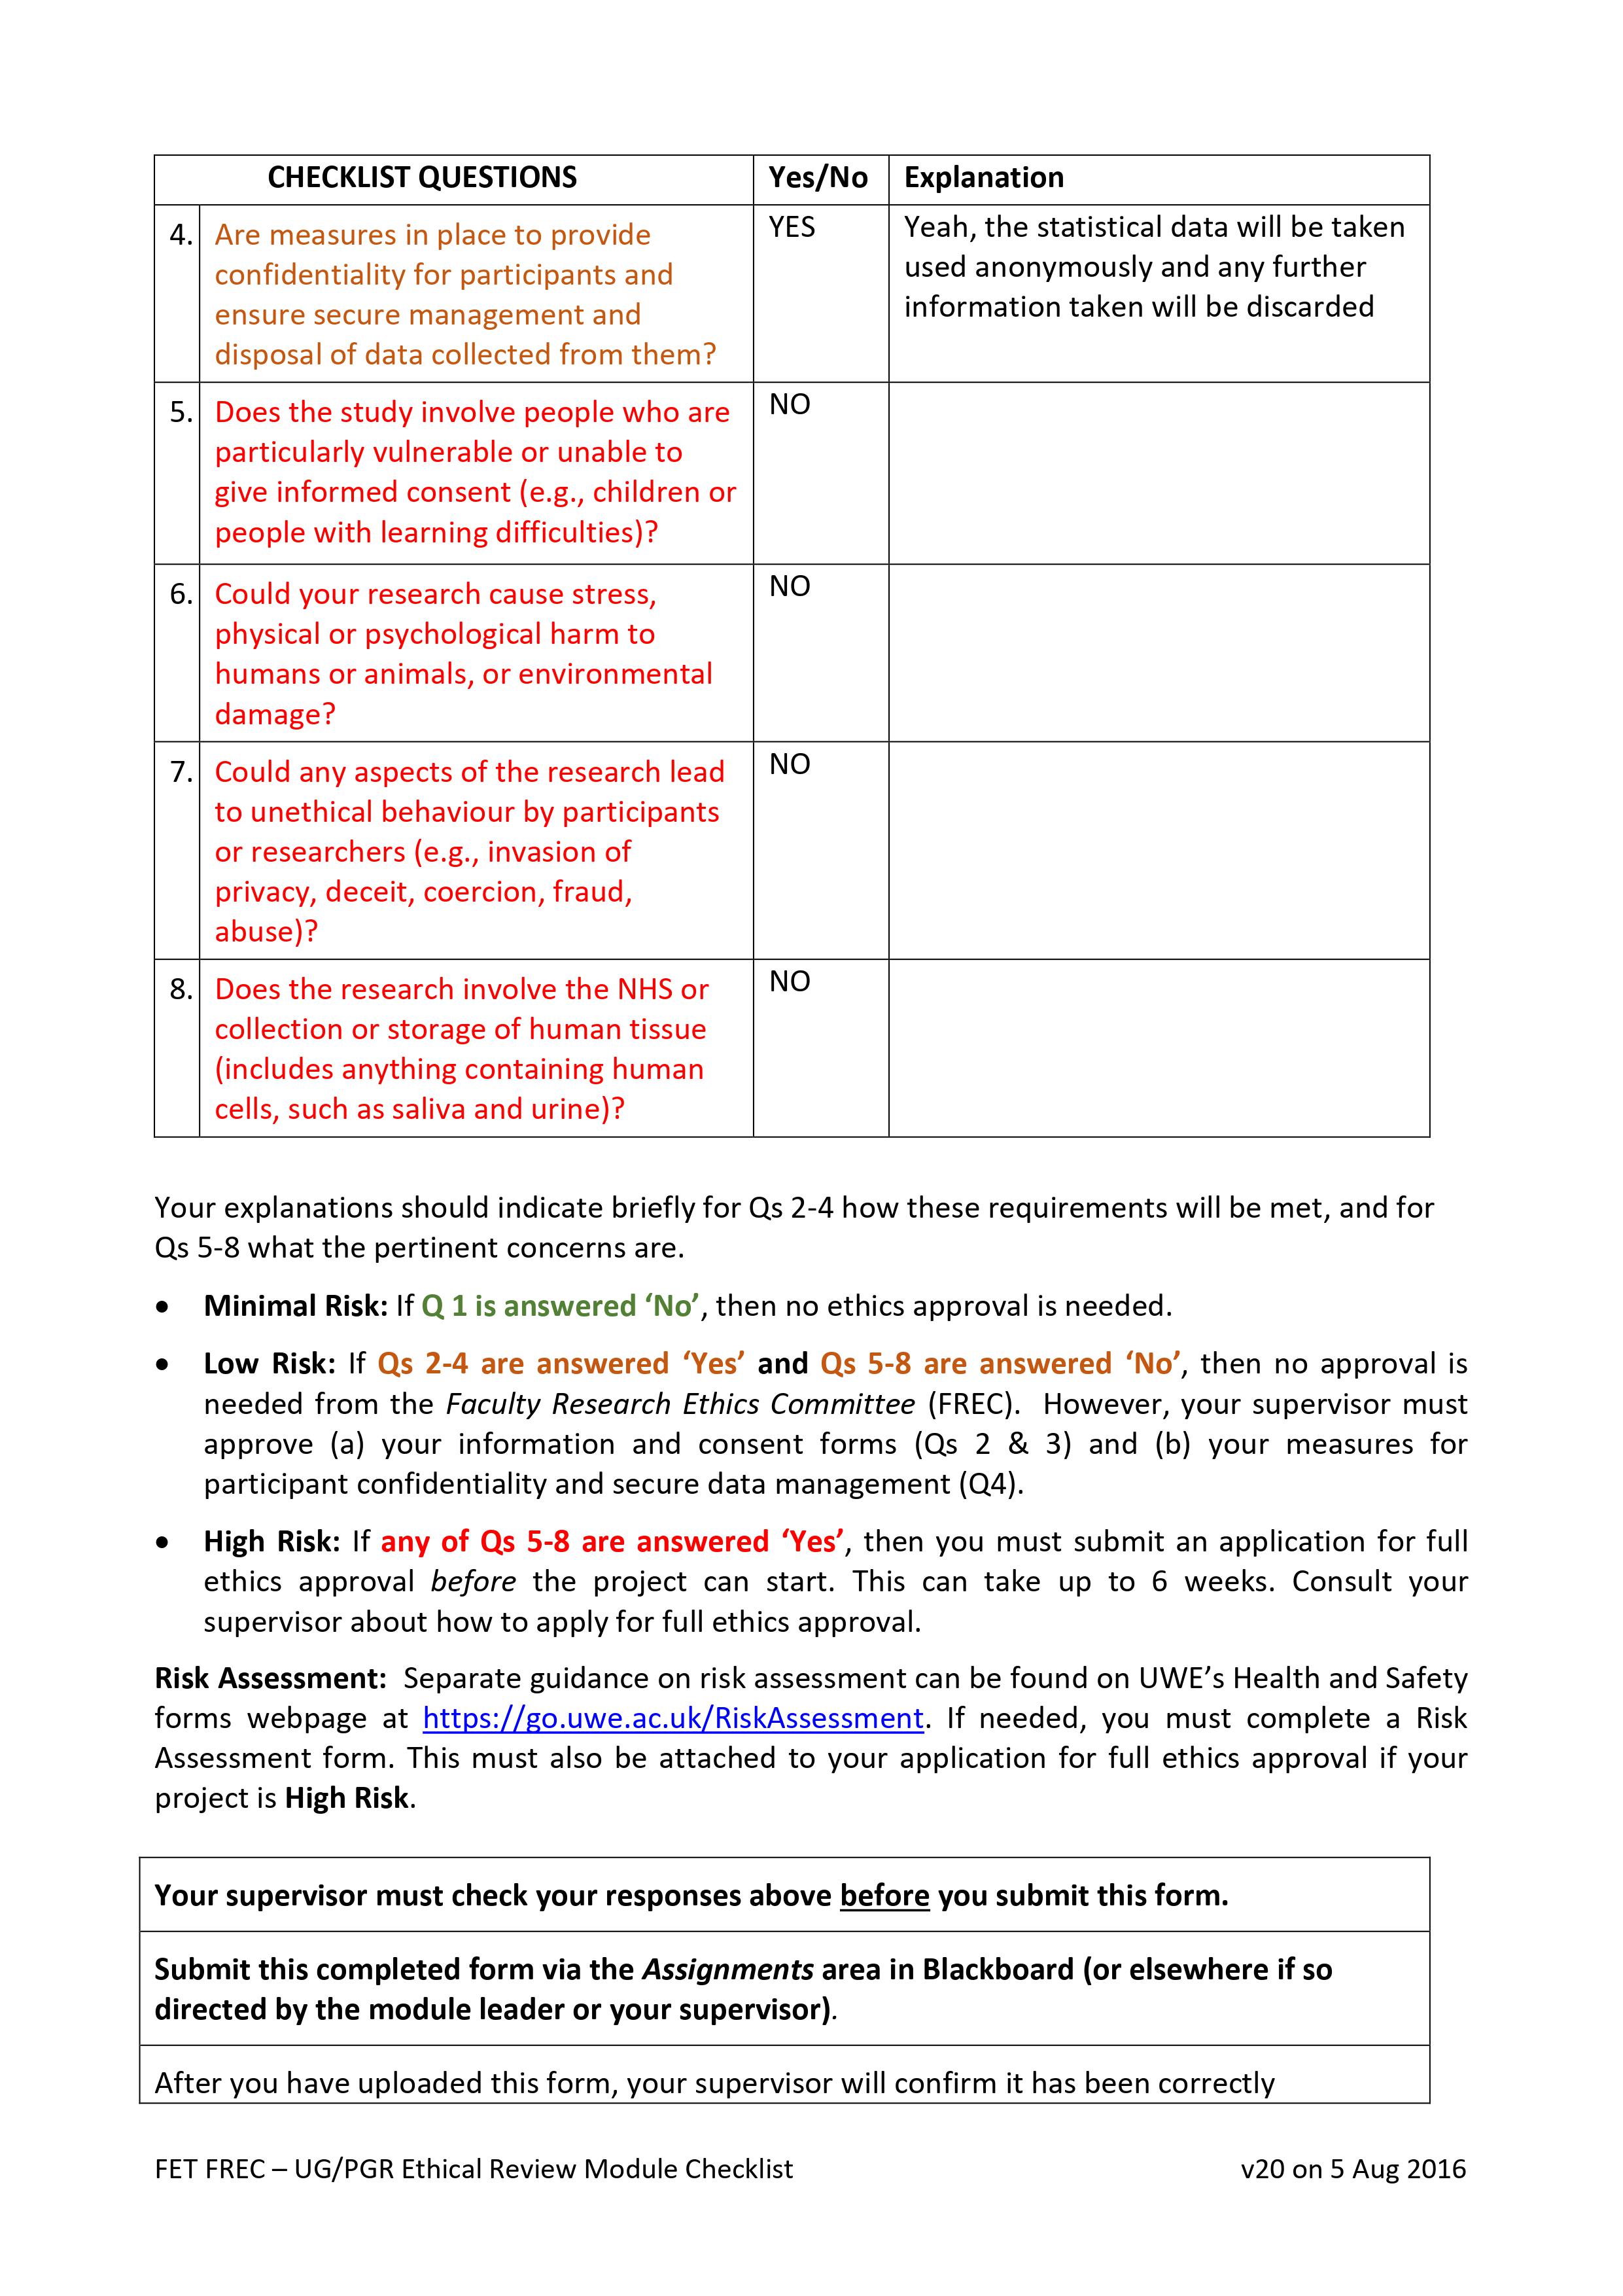 CHECKLIST QUESTIONS Yes/No Explanation
4. Are measures in place to provide confidentiality for participants and ensure secure management and disposal of data collected from them? YES Yeah, the statistical data will be taken used anonymously and any further information taken will be discarded
5. Does the study involve people who are particularly vulnerable or unable to give informed consent (e.g., children or people with learning difficulties)? NO
6. Could your research cause stress, physical or psychological harm to humans or animals, or environmental damage? NO
7. Could any aspects of the research lead to unethical behaviour by participants or researchers (e.g., invasion of privacy, deceit, coercion, fraud, abuse)? NO
8. Does the research involve the NHS or collection or storage of human tissue (includes anything containing human cells, such as saliva and urine)? NO
Your explanations should indicate briefly for Qs 2-4 how these requirements will be met, and for
Qs 5-8 what the pertinent concerns are.
• Minimal Risk: If Q 1 is answered ‘No’, then no ethics approval is needed.
• Low Risk: If Qs 2-4 are answered ‘Yes’ and Qs 5-8 are answered ‘No’, then no approval is
needed from the Faculty Research Ethics Committee (FREC). However, your supervisor must
approve (a) your information and consent forms (Qs 2 & 3) and (b) your measures for
participant confidentiality and secure data management (Q4).
• High Risk: If any of Qs 5-8 are answered ‘Yes’, then you must submit an application for full
ethics approval before the project can start. This can take up to 6 weeks. Consult your
supervisor about how to apply for full ethics approval.
Risk Assessment: Separate guidance on risk assessment can be found on UWE’s Health and Safety
forms webpage at https://go.uwe.ac.uk/RiskAssessment. If needed, you must complete a Risk
Assessment form. This must also be attached to your application for full ethics approval if your
project is High Risk.
Your supervisor must check your responses above before you submit this form.
Submit this completed form via the Assignments area in Blackboard (or elsewhere if so
directed by the module leader or your supervisor).
After you have uploaded this form, your supervisor will confirm it has been correctly
FET FREC – UG/PGR Ethical Review Module Checklist v20 on 5 Aug 2016